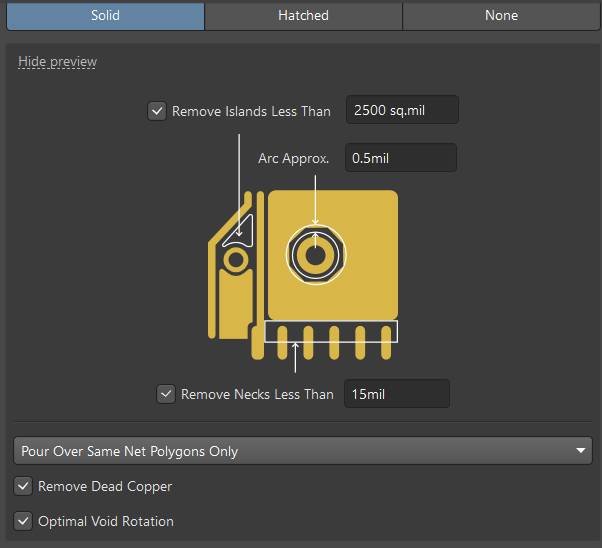 Solid Hatched None
Hide preview
Remove Islands Less Than 2500 sq.mil
Arc Approx. 0.5mil
Remove Necks Less Than 15mil
Pour Over Same Net Polygons Only
Remove Dead Copper
Optimal Void Rotation